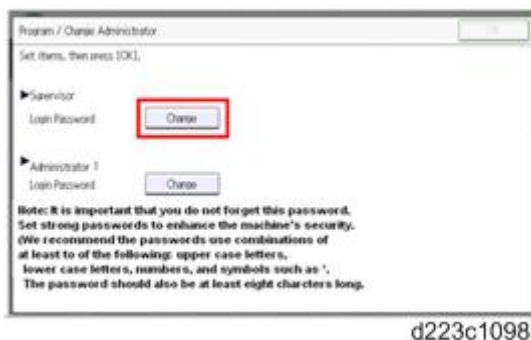 Program / Change Administrator
Set items, then press [OK].
▶Supervisor
Login Password Change
▶Administrator 1
Login Password Change
Note: It is important that you do not forget this password.
Set strong passwords to enhance the machine's security.
(We recommend the passwords use combinations of
at least to of the following: upper case letters,
lower case letters, numbers, and symbols such as '.
The password should also be at least eight charcters long.
d223c1098